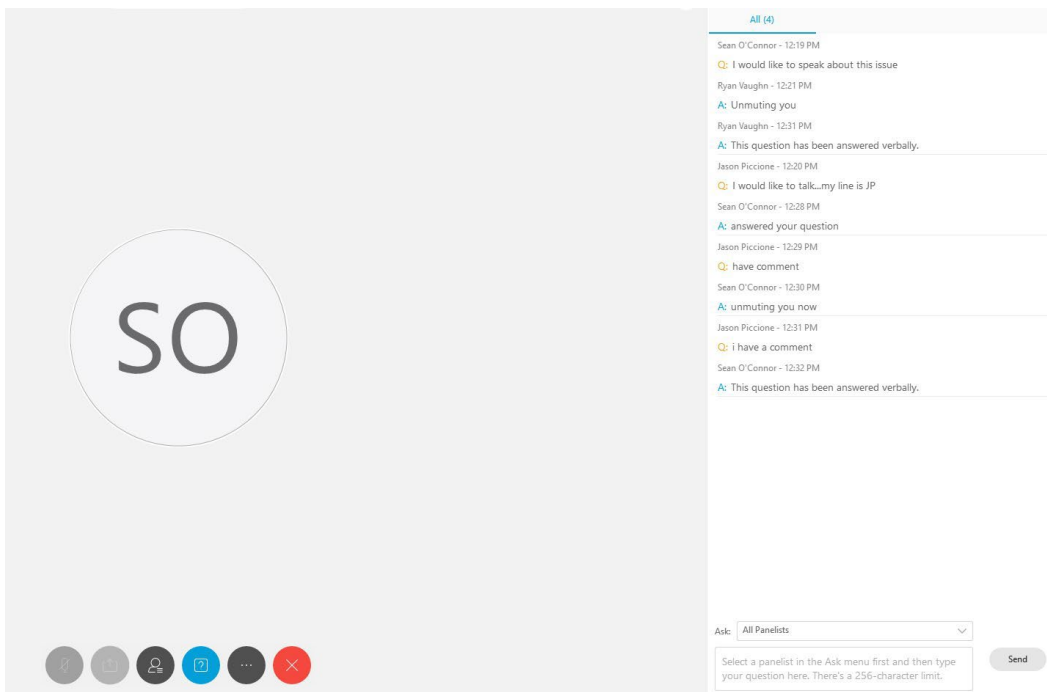 SO
All (4)
Sean O'Connor - 12:19 PM
Q: I would like to speak about this issue
Ryan Vaughn - 12:21 PM
A: Unmuting you
Ryan Vaughn - 12:31 PM
A: This question has been answered verbally.
Jason Piccione - 12:20 PM
Q: I would like to talk...my line is JP
Sean O'Connor - 12:28 PM
A: answered your question
Jason Piccione - 12:29 PM
Q: have comment
Sean O'Connor - 12:30 PM
A: unmuting you now
Jason Piccione - 12:31 PM
Q: i have a comment
Sean O'Connor - 12:32 PM
A: This question has been answered verbally.
Ask: All Panelists
Select a panelist in the Ask menu first and then type
your question here. There's a 256-character limit.
Send